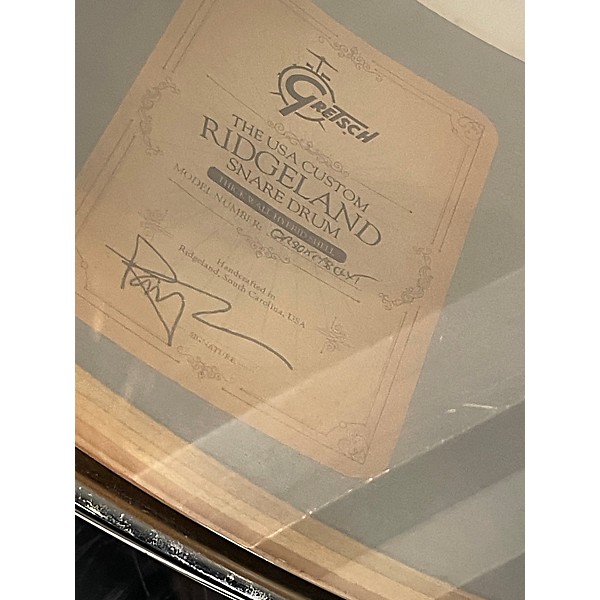 GRETSCH
THE USA CUSTOM
RIDGELAND
SNARE DRUM
THICK WALL HYBRID SHELL
MODEL NUMBER:
Handcrafted in
Ridgeland, South Carolina, USA
SIGNATURE